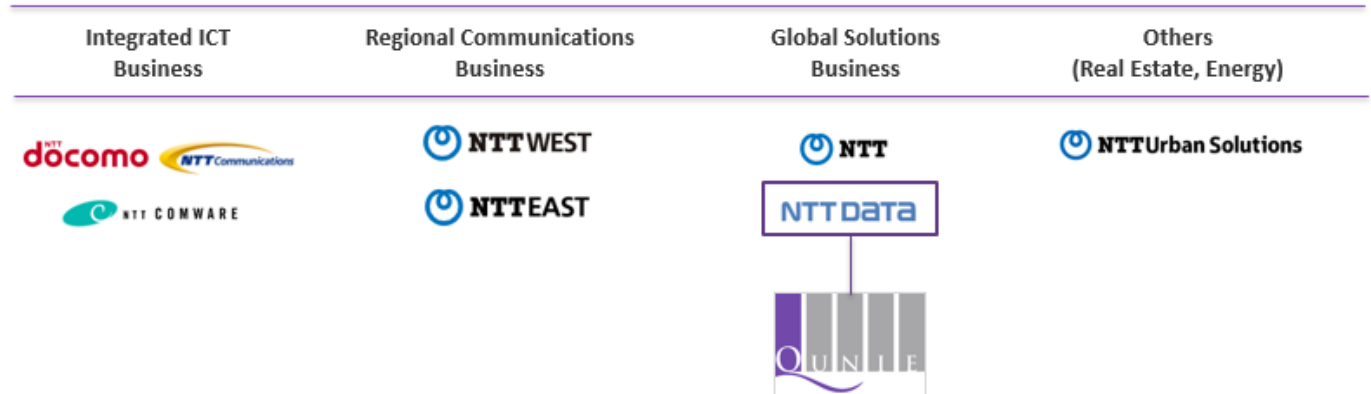 Integrated ICT
Business
Regional Communications
Business
Global Solutions
Business
Others
(Real Estate, Energy)
NTT
döcomo
NTT Communications
NTT COMWARE
NTT WEST
NTT EAST
NTT
NTT DATA
QUNIE
NTT Urban Solutions